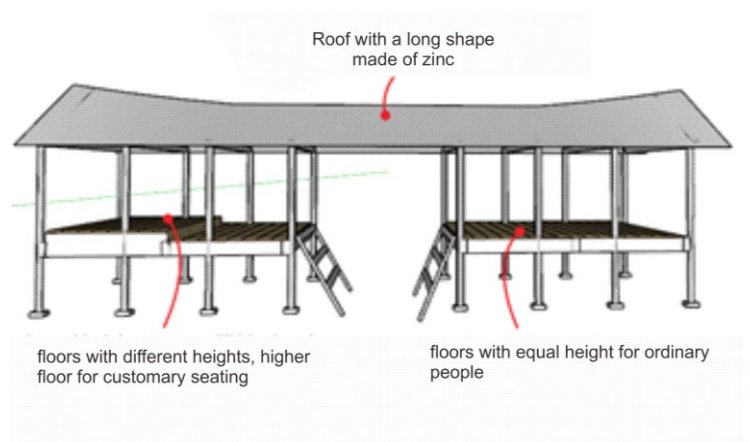 Roof with a long shape
made of zinc
floors with different heights, higher
floor for customary seating
floors with equal height for ordinary
people